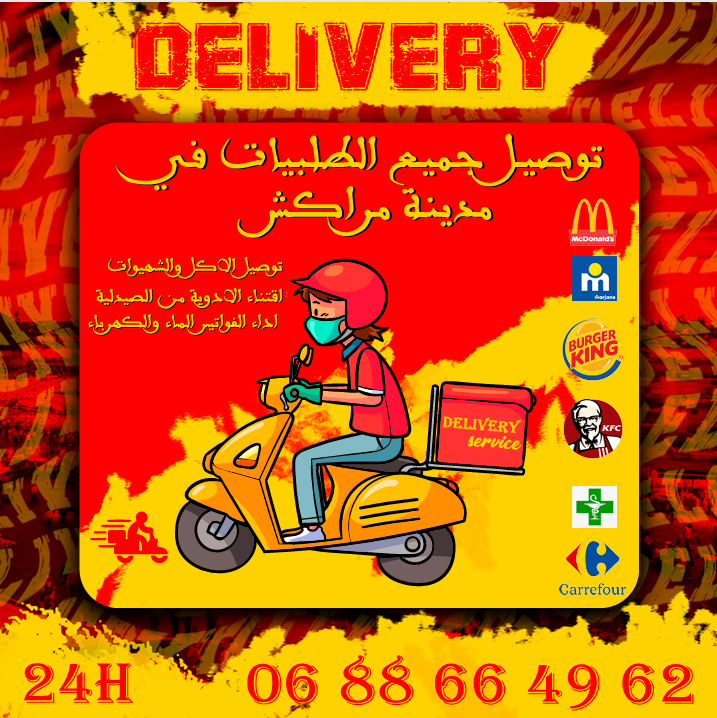 DELIVERY
توصيل جميع الطلبيات في
مدينة مراكش
توصيل الاكل والشهيوات
اقتناء الادوية من الصيدلية
اداء الفواتير الماء والكهرباء
McDonald's
marjane
BURGER
KING
KFC
DELIVERY
service
Carrefour
24H 06 88 66 49 62